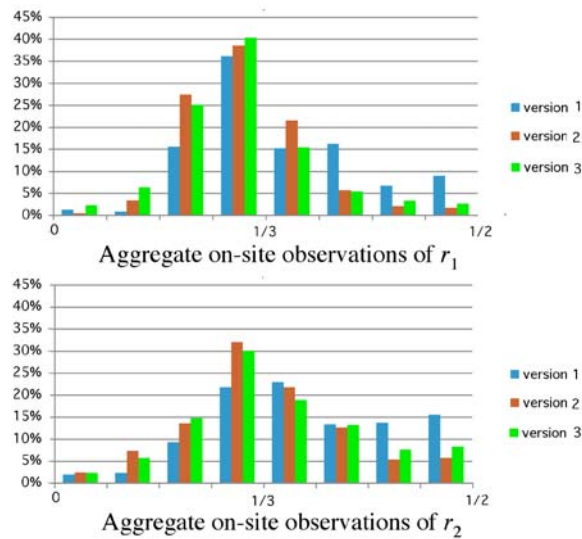 45%
40%
35%
30%
25%
20%
15%
10%
5%
0%
version 1
version 2
version 3
0 1/3 1/2
Aggregate on-site observations of r1
45%
40%
35%
30%
25%
20%
15%
10%
5%
0%
version 1
version 2
version 3
0 1/3 1/2
Aggregate on-site observations of r2